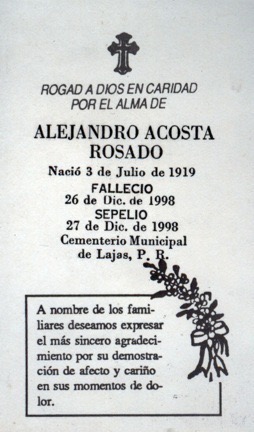 ROGAD A DIOS EN CARIDAD
POR EL ALMA DE
ALEJANDRO ACOSTA
ROSADO
Nació 3 de Julio de 1919
FALLECIO
26 de Dic. de 1998
SEPELIO
27 de Dic. de 1998
Cementerio Municipal
de Lajas, P. R.
A nombre de los fami-
liares deseamos expresar
el más sincero agradeci-
miento por su demostra-
ción de afecto y cariño
en sus momentos de do-
lor.